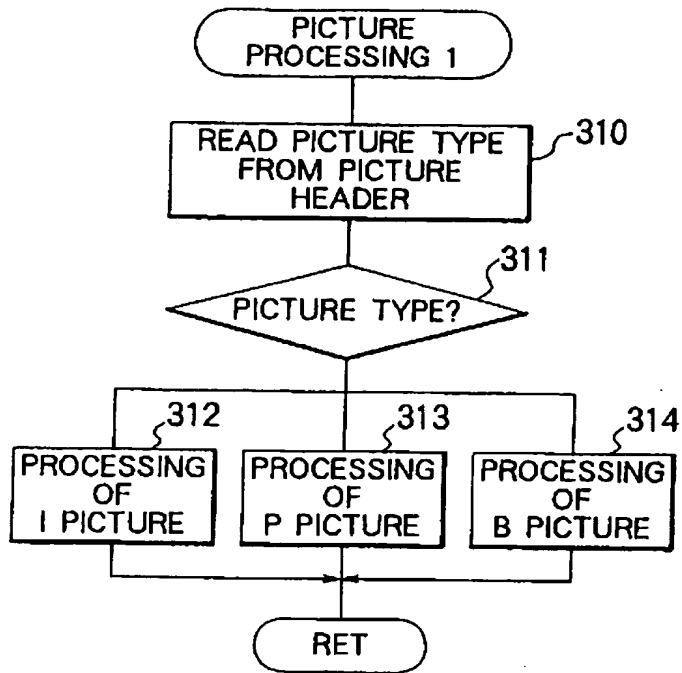 PICTURE
PROCESSING 1
310
READ PICTURE TYPE
FROM PICTURE
HEADER
311
PICTURE TYPE?
312
313
314
PROCESSING
OF
I PICTURE
PROCESSING
OF
P PICTURE
PROCESSING
OF
B PICTURE
RET